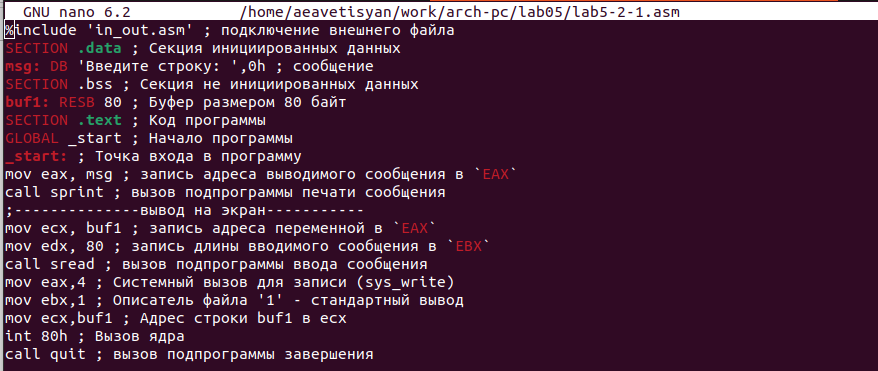 GNU nano 6.2 /home/aeavetisyan/work/arch-pc/lab05/lab5-2-1.asm
%include 'in_out.asm' ; подключение внешнего файла
SECTION .data ; Секция инициированных данных
msg: DB 'Введите строку: ',0h ; сообщение
SECTION .bss ; Секция не инициированных данных
buf1: RESB 80 ; Буфер размером 80 байт
SECTION .text ; Код программы
GLOBAL _start ; Начало программы
_start: ; Точка входа в программу
mov eax, msg ; запись адреса выводимого сообщения в `EAX`
call sprint ; вызов подпрограммы печати сообщения
;--------------вывод на экран-----------
mov ecx, buf1 ; запись адреса переменной в `EAX`
mov edx, 80 ; запись длины вводимого сообщения в `EBX`
call sread ; вызов подпрограммы ввода сообщения
mov eax,4 ; Системный вызов для записи (sys_write)
mov ebx,1 ; Описатель файла '1' - стандартный вывод
mov ecx,buf1 ; Адрес строки buf1 в ecx
int 80h ; Вызов ядра
call quit ; вызов подпрограммы завершения